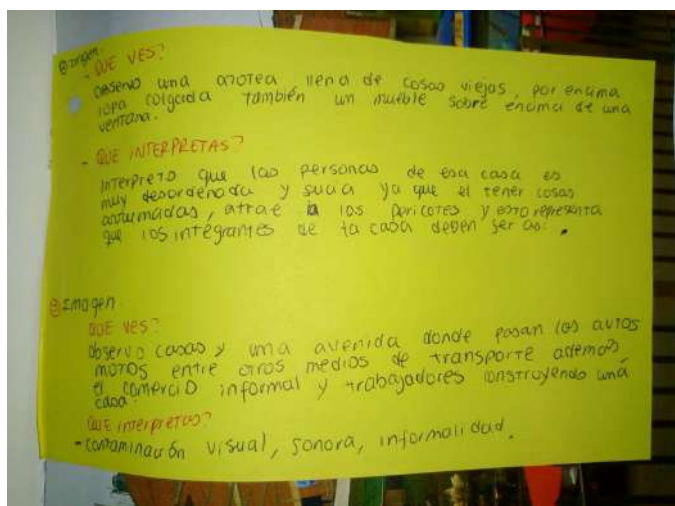 Imagen.
- QUE VES?
Observo una azotea llena de cosas viejas, por encima
ropa colgada también un mueble sobre encima de una
ventana.
- QUE INTERPRETAS?
Interpreto que las personas de esa casa es
muy desordenada y sucia ya que el tener cosas
acumadas, atrae a los pericotes y esto representa
que los integrantes de la casa deben ser así.
Imagen.
QUE VES?
Observo casas y una avenida donde pasan los autos
motos entre otros medios de transporte además
el comercio informal y trabajadores construyendo una
casa.
QUE interpretas?
- contaminación visual, sonora, informalidad.